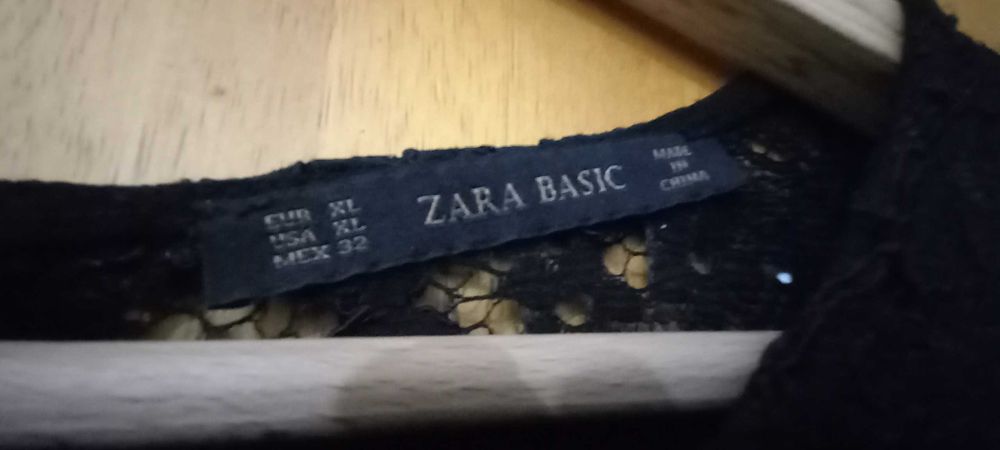 EUR XL
USA XL
MEX 32
ZARA BASIC
MADE
IN
CHINA